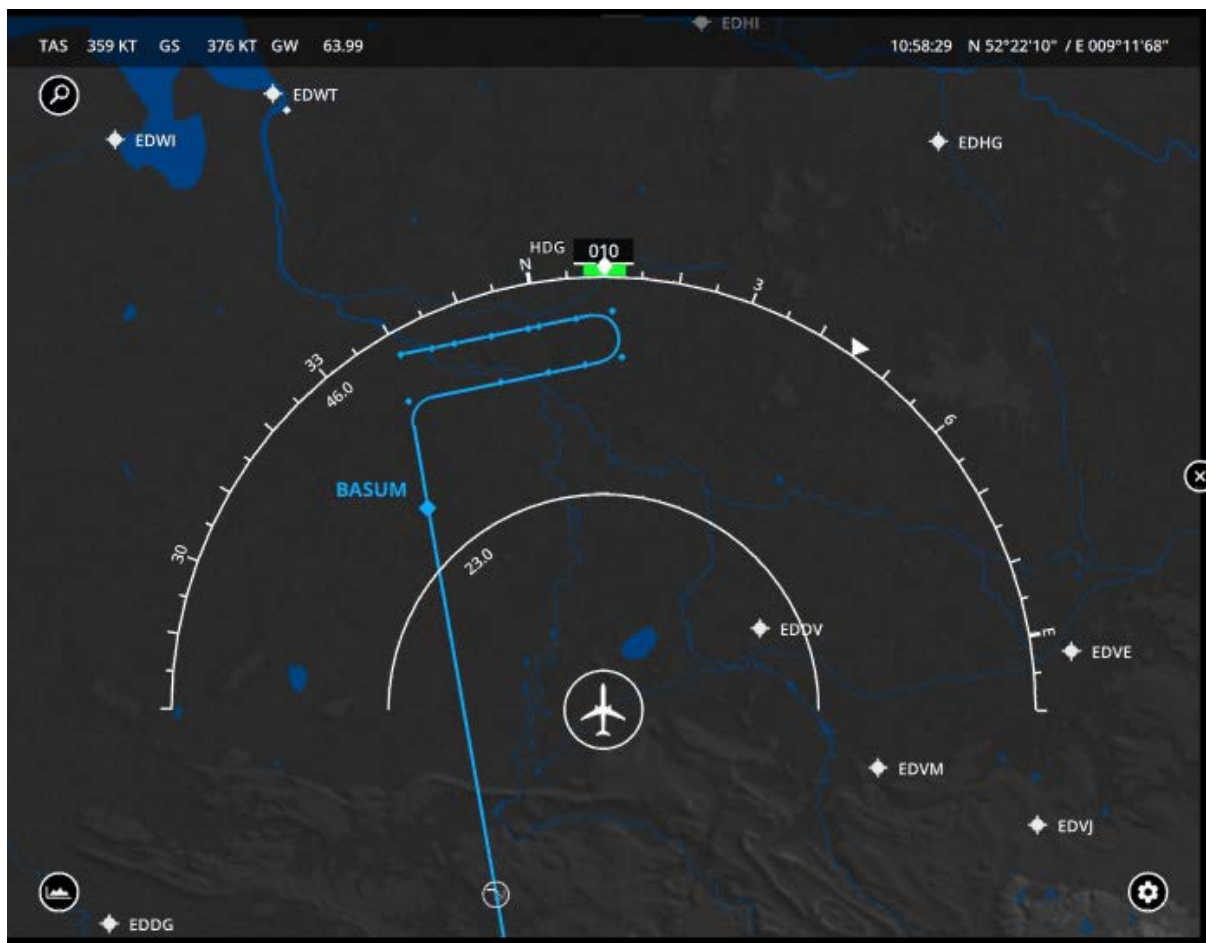 EDHI
TAS 359 KT GS 376 KT GW 63.99
10:58:29 N 52°22'10" / E 009°11'68"
EDWT
EDWI
EDHG
HDG 010
N
3
33
46.0
6
BASUM
30
23.0
EDDV
E
EDVE
EDVM
EDVJ
EDDG